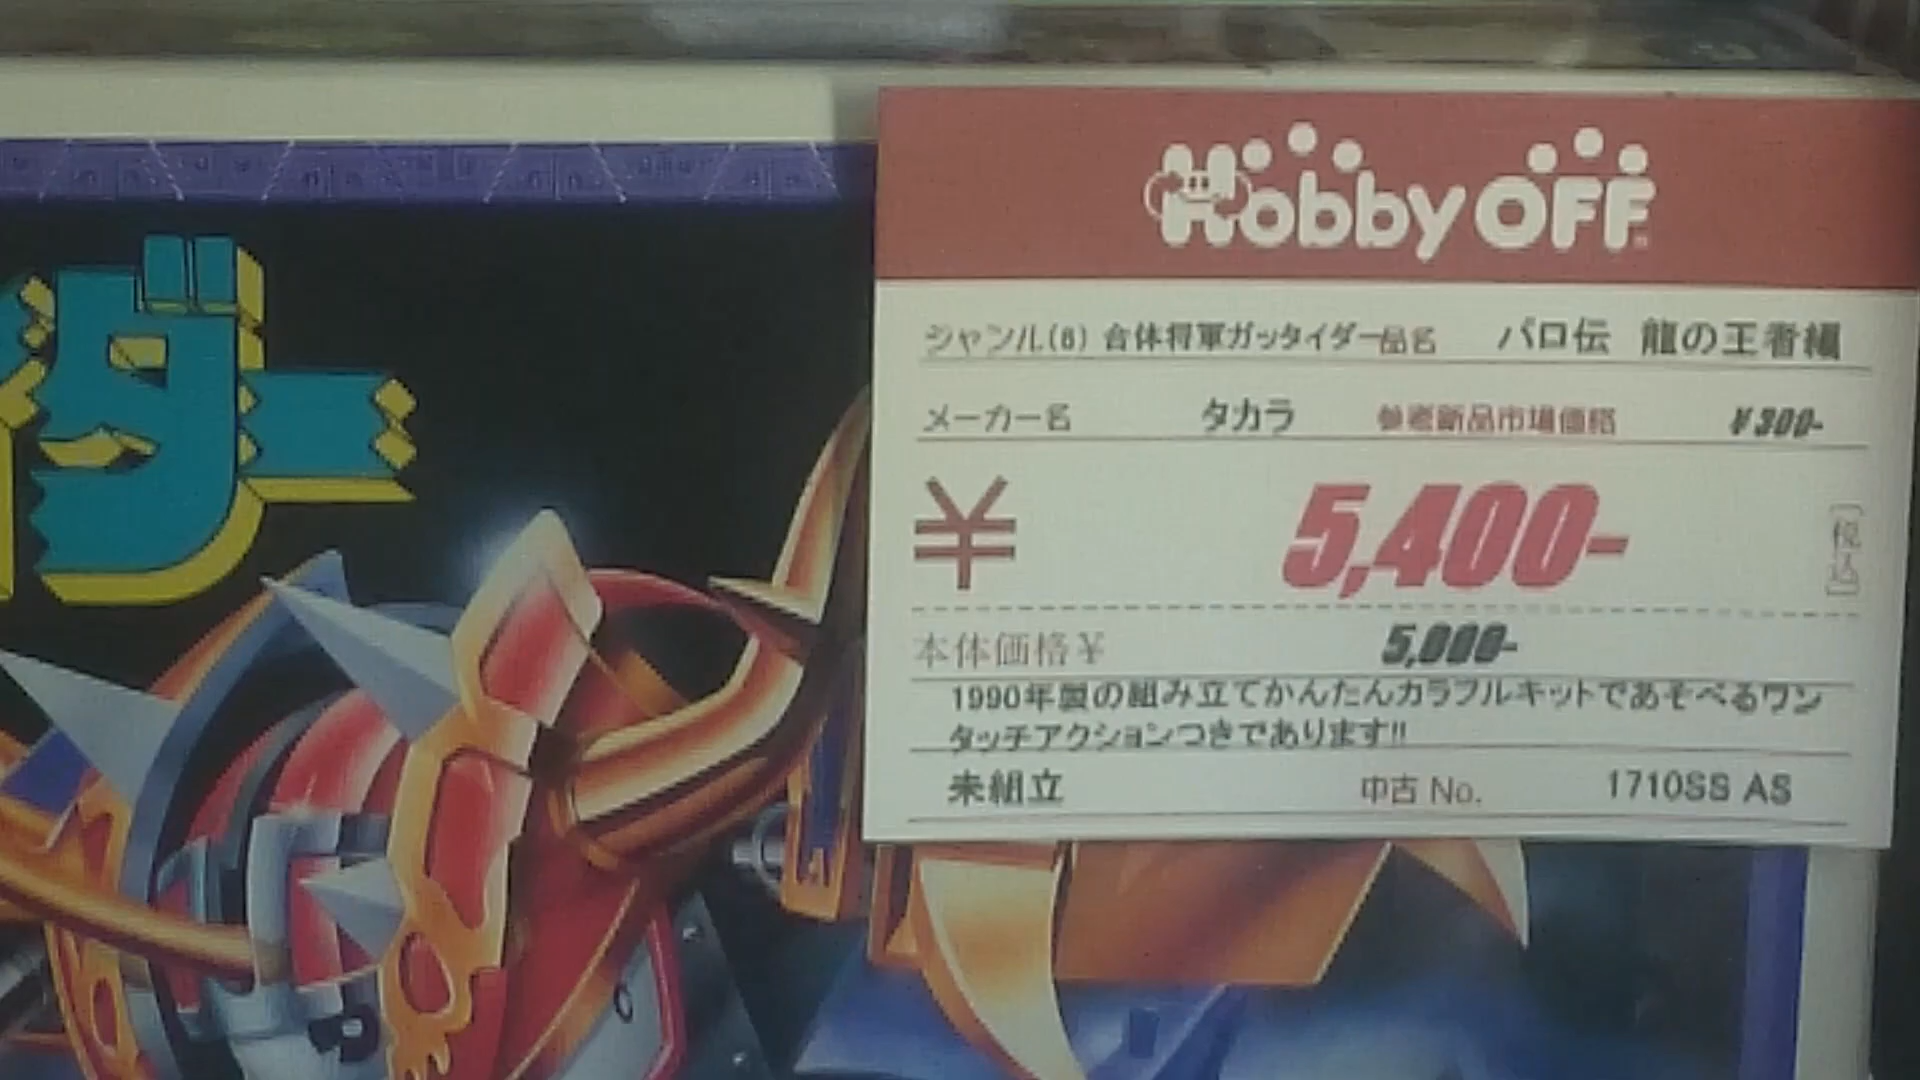 ダー
Hobby OFF
ジャンル(8) 合体将軍ガッタイダー 品名 バロ伝 龍の王者編
メーカー名 タカラ 参考新品市場価格 ¥300-
¥ 5,400- [税込]
本体価格¥ 5,000-
1990年製の組み立てかんたんカラフルキットであそべるワン
タッチアクションつきであります!!
未組立 中古 No. 1710SS AS